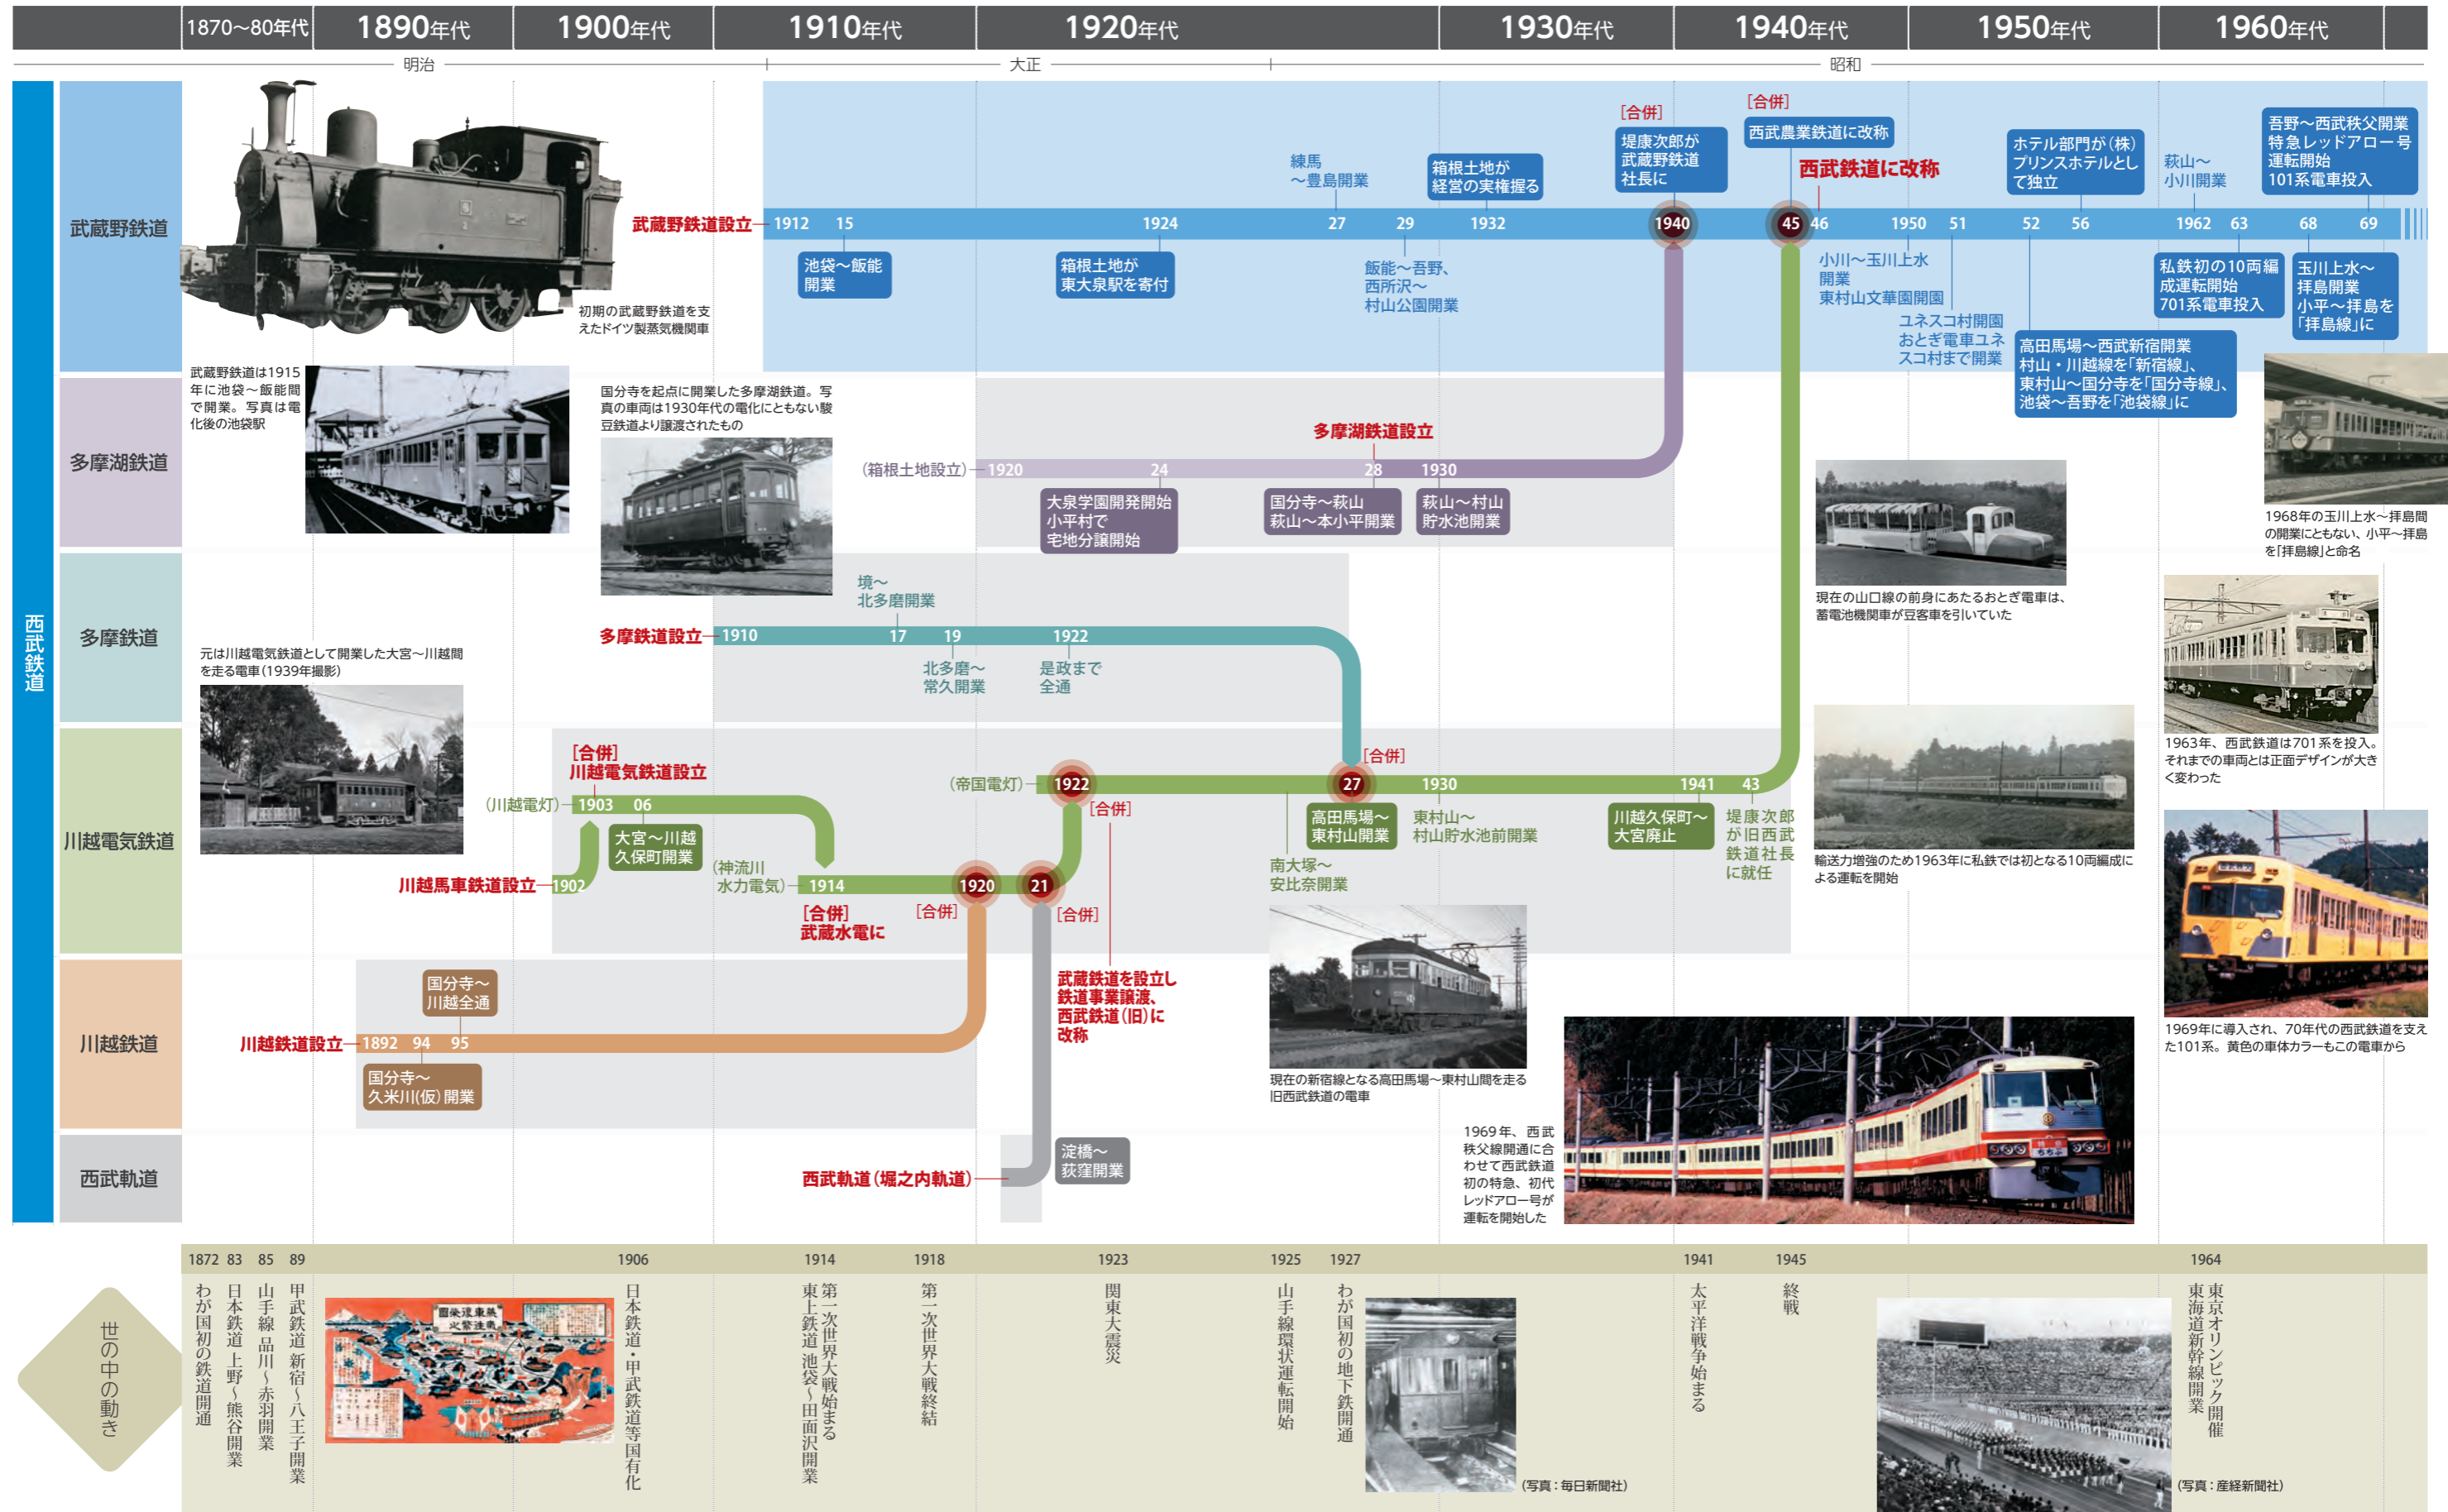 1870〜80年代
1890年代
1900年代
1910年代
1920年代
1930年代
1940年代
1950年代
1960年代
明治
大正
昭和
西武鉄道
武蔵野鉄道
初期の武蔵野鉄道を支
えたドイツ製蒸気機関車
武蔵野鉄道設立
1912
15
1924
27
29
1932
1940
45
46
1950
51
52
56
1962
63
68
69
池袋〜飯能
開業
箱根土地が
東大泉駅を寄付
練馬
〜豊島開業
飯能〜吾野、
西所沢〜
村山公園開業
箱根土地が
経営の実権握る
[合併]
堤康次郎が
武蔵野鉄道
社長に
[合併]
西武農業鉄道に改称
西武鉄道に改称
小川〜玉川上水
開業
東村山文華園開園
ユネスコ村開園
おとぎ電車ユネ
スコ村まで開業
高田馬場〜西武新宿開業
村山・川越線を「新宿線」、
東村山〜国分寺を「国分寺線」、
池袋〜吾野を「池袋線」に
ホテル部門が(株)
プリンスホテルとし
て独立
萩山〜
小川開業
私鉄初の10両編
成運転開始
701系電車投入
玉川上水〜
拝島開業
小平〜拝島を
「拝島線」に
吾野〜西武秩父開業
特急レッドアロー号
運転開始
101系電車投入
多摩湖鉄道
武蔵野鉄道は1915
年に池袋〜飯能間
で開業。写真は電
化後の池袋駅
国分寺を起点に開業した多摩湖鉄道。写
真の車両は1930年代の電化にともない駿
豆鉄道より譲渡されたもの
(箱根土地設立)
1920
24
28
1930
多摩湖鉄道設立
大泉学園開発開始
小平村で
宅地分譲開始
国分寺〜萩山
萩山〜本小平開業
萩山〜村山
貯水池開業
1968年の玉川上水〜拝島間
の開業にともない、小平〜拝島
を「拝島線」と命名
現在の山口線の前身にあたるおとぎ電車は、
蓄電池機関車が豆客車を引いていた
多摩鉄道
多摩鉄道設立
1910
17
19
1922
境〜
北多磨開業
北多磨〜
常久開業
是政まで
全通
元は川越電気鉄道として開業した大宮〜川越間
を走る電車(1939年撮影)
川越電気鉄道
[合併]
川越電気鉄道設立
(川越電灯)
1903
06
大宮〜川越
久保町開業
川越馬車鉄道設立
1902
(神流川
水力電気)
1914
[合併]
武蔵水電に
1920
[合併]
21
[合併]
(帝国電灯)
1922
[合併]
武蔵鉄道を設立し
鉄道事業譲渡、
西武鉄道(旧)に
改称
27
[合併]
1930
1941
43
高田馬場〜
東村山開業
南大塚〜
安比奈開業
東村山〜
村山貯水池前開業
川越久保町〜
大宮廃止
堤康次郎
が旧西武
鉄道社長
に就任
1963年、西武鉄道は701系を投入。
それまでの車両とは正面デザインが大き
く変わった
輸送力増強のため1963年に私鉄では初となる10両編成に
よる運転を開始
川越鉄道
川越鉄道設立
1892
94
95
国分寺〜
川越全通
国分寺〜
久米川(仮)開業
現在の新宿線となる高田馬場〜東村山間を走る
旧西武鉄道の電車
1969年に導入され、70年代の西武鉄道を支え
た101系。黄色の車体カラーもこの電車から
西武軌道
西武軌道(堀之内軌道)
淀橋〜
荻窪開業
1969年、西武
秩父線開通に合
わせて西武鉄道
初の特急、初代
レッドアロー号が
運転を開始した
世の中の動き
1872
わが国初の鉄道開通
83
日本鉄道 上野〜熊谷開業
85
山手線 品川〜赤羽開業
89
甲武鉄道 新宿〜八王子開業
1906
日本鉄道・甲武鉄道等国有化
1914
第一次世界大戦始まる
東上鉄道 池袋〜田面沢開業
1918
第一次世界大戦終結
1923
関東大震災
1925
山手線環状運転開始
1927
わが国初の地下鉄開通
(写真：毎日新聞社)
1941
太平洋戦争始まる
1945
終戦
1964
東京オリンピック開催
東海道新幹線開業
(写真：産経新聞社)